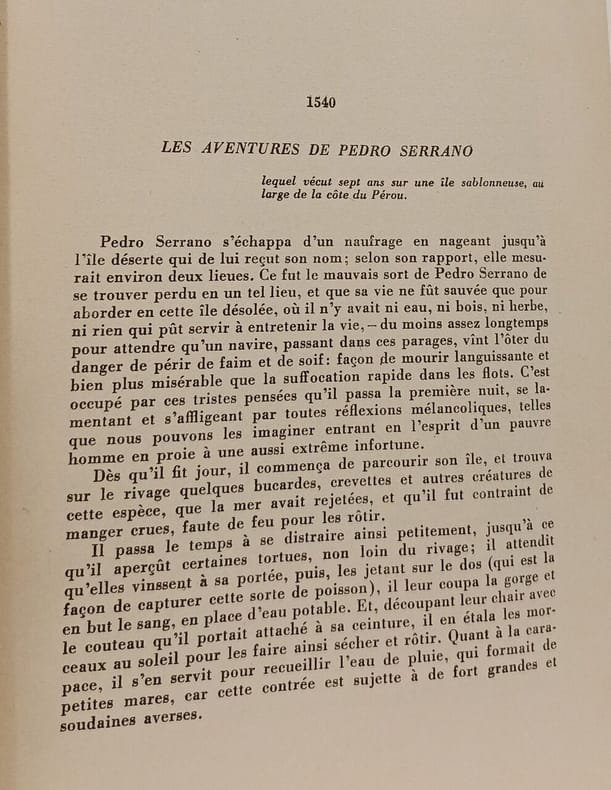 1540
LES AVENTURES DE PEDRO SERRANO
lequel vécut sept ans sur une île sablonneuse, au
large de la côte du Pérou.
Pedro Serrano s'échappa d'un naufrage en nageant jusqu'à
l'île déserte qui de lui reçut son nom; selon son rapport, elle mesu-
rait environ deux lieues. Ce fut le mauvais sort de Pedro Serrano de
se trouver perdu en un tel lieu, et que sa vie ne fût sauvée que pour
aborder en cette île désolée, où il n'y avait ni eau, ni bois, ni herbe,
ni rien qui pût servir à entretenir la vie, – du moins assez longtemps
pour attendre qu'un navire, passant dans ces parages, vînt l'ôter du
danger de périr de faim et de soif: façon de mourir languissante et
bien plus misérable que la suffocation rapide dans les flots. C'est
occupé par ces tristes pensées qu'il passa la première nuit, se la-
mentant et s'affligeant par toutes réflexions mélancoliques, telles
que nous pouvons les imaginer entrant en l'esprit d'un pauvre
homme en proie à une aussi extrême infortune.
Dès qu'il fit jour, il commença de parcourir son île, et trouva
sur le rivage quelques bucardes, crevettes et autres créatures de
cette espèce, que la mer avait rejetées, et qu'il fut contraint de
manger crues, faute de feu pour les rôtir.
Il passa le temps à se distraire ainsi petitement, jusqu'à ce
qu'il aperçût certaines tortues, non loin du rivage; il attendit
qu'elles vinssent à sa portée, puis, les jetant sur le dos (qui est la
façon de capturer cette sorte de poisson), il leur coupa la gorge et
en but le sang, en place d'eau potable. Et, découpant leur chair avec
le couteau qu'il portait attaché à sa ceinture, il en étala les mor-
ceaux au soleil pour les faire ainsi sécher et rôtir. Quant à la cara-
pace, il s'en servit pour recueillir l'eau de pluie, qui formait de
petites mares, car cette contrée est sujette à de fort grandes et
soudaines averses.